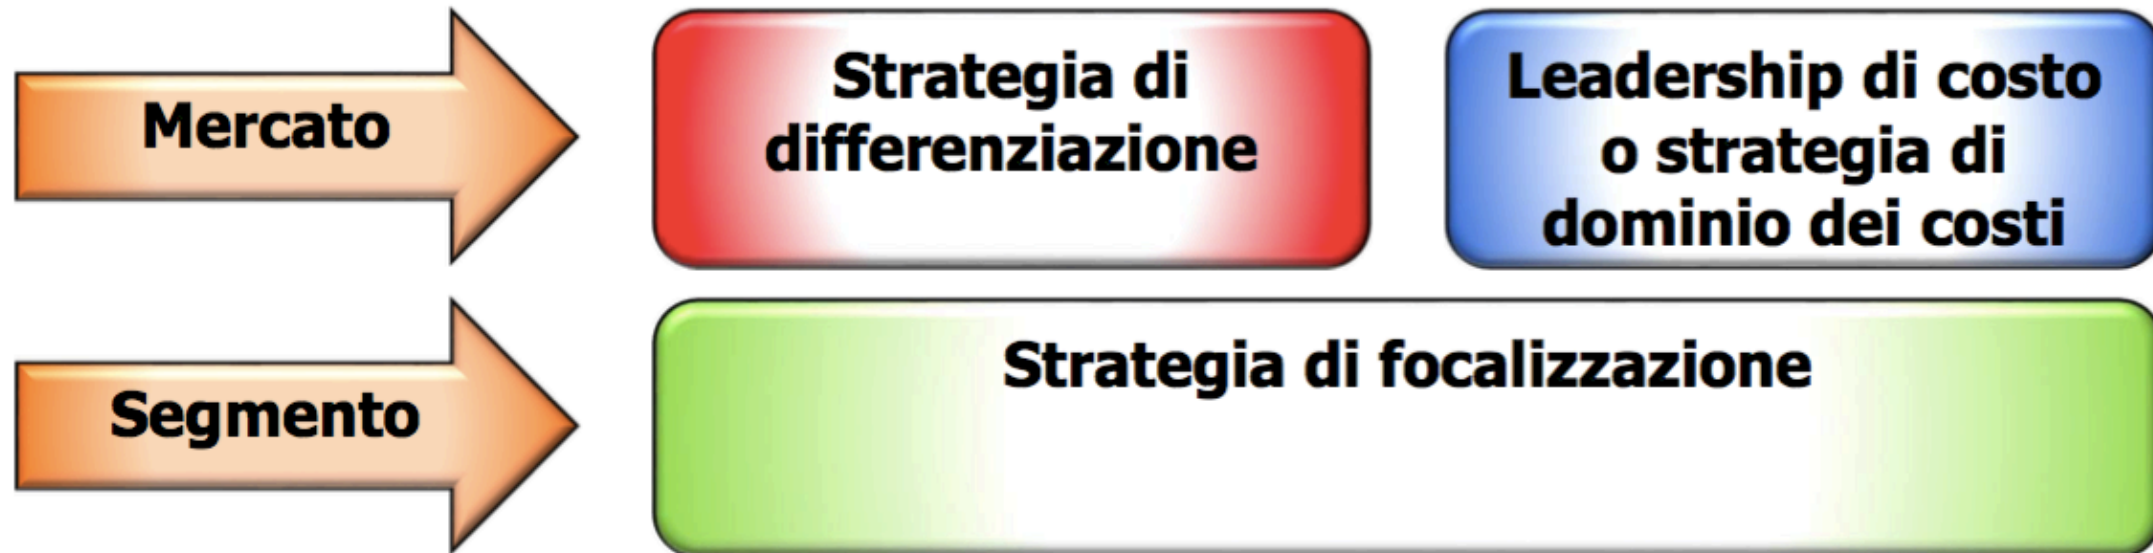 Mercato
Strategia di
differenziazione
Leadership di costo
o strategia di
dominio dei costi
Segmento
Strategia di focalizzazione